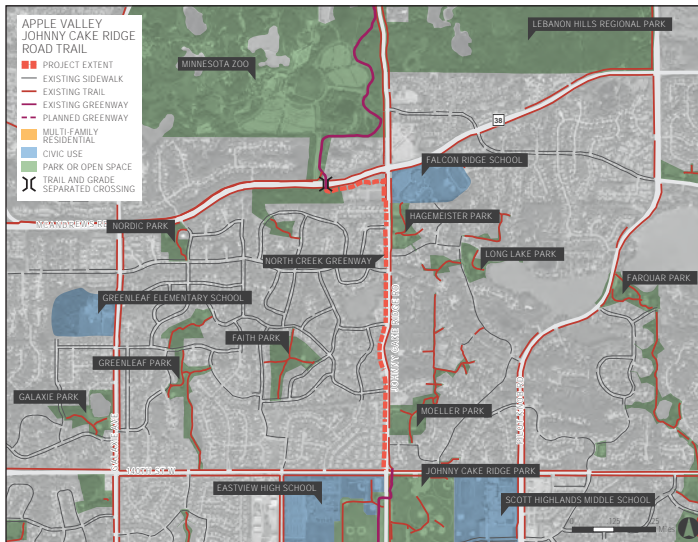 APPLE VALLEY
JOHNNY CAKE RIDGE
ROAD TRAIL
PROJECT EXTENT
EXISTING SIDEWALK
EXISTING TRAIL
EXISTING GREENWAY
PLANNED GREENWAY
MULTI-FAMILY
RESIDENTIAL
CIVIC USE
PARK OR OPEN SPACE
TRAIL AND GRADE
SEPARATED CROSSING
LEBANON HILLS REGIONAL PARK
MINNESOTA ZOO
38
FALCON RIDGE SCHOOL
HAGEMEISTER PARK
NORDIC PARK
NORTH CREEK GREENWAY
LONG LAKE PARK
FARQUAR PARK
GREENLEAF ELEMENTARY SCHOOL
JOHNNY CAKE RIDGE RD
FAITH PARK
GREENLEAF PARK
GALAXIE PARK
MOELLER PARK
JOHNNY CAKE RIDGE PARK
EASTVIEW HIGH SCHOOL
SCOTT HIGHLANDS MIDDLE SCHOOL